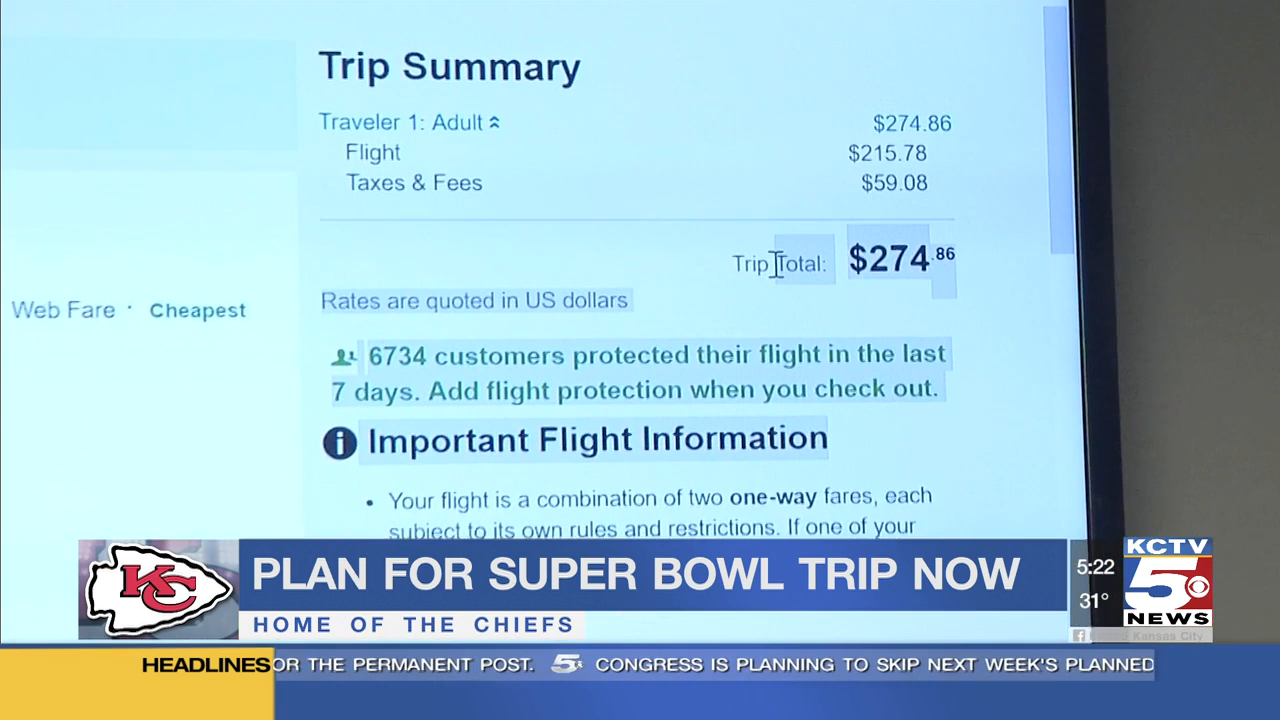 Trip Summary
Traveler 1: Adult $274.86
Flight $215.78
Taxes & Fees $59.08
Trip Total: $274.86
Rates are quoted in US dollars
Web Fare · Cheapest
6734 customers protected their flight in the last
7 days. Add flight protection when you check out.
Important Flight Information
• Your flight is a combination of two one-way fares, each
subject to its own rules and restrictions. If one of your
KC
PLAN FOR SUPER BOWL TRIP NOW
HOME OF THE CHIEFS
5:22
31°
KCTV
5
NEWS
Kansas City
HEADLINES OR THE PERMANENT POST. 5 CONGRESS IS PLANNING TO SKIP NEXT WEEK'S PLANNED